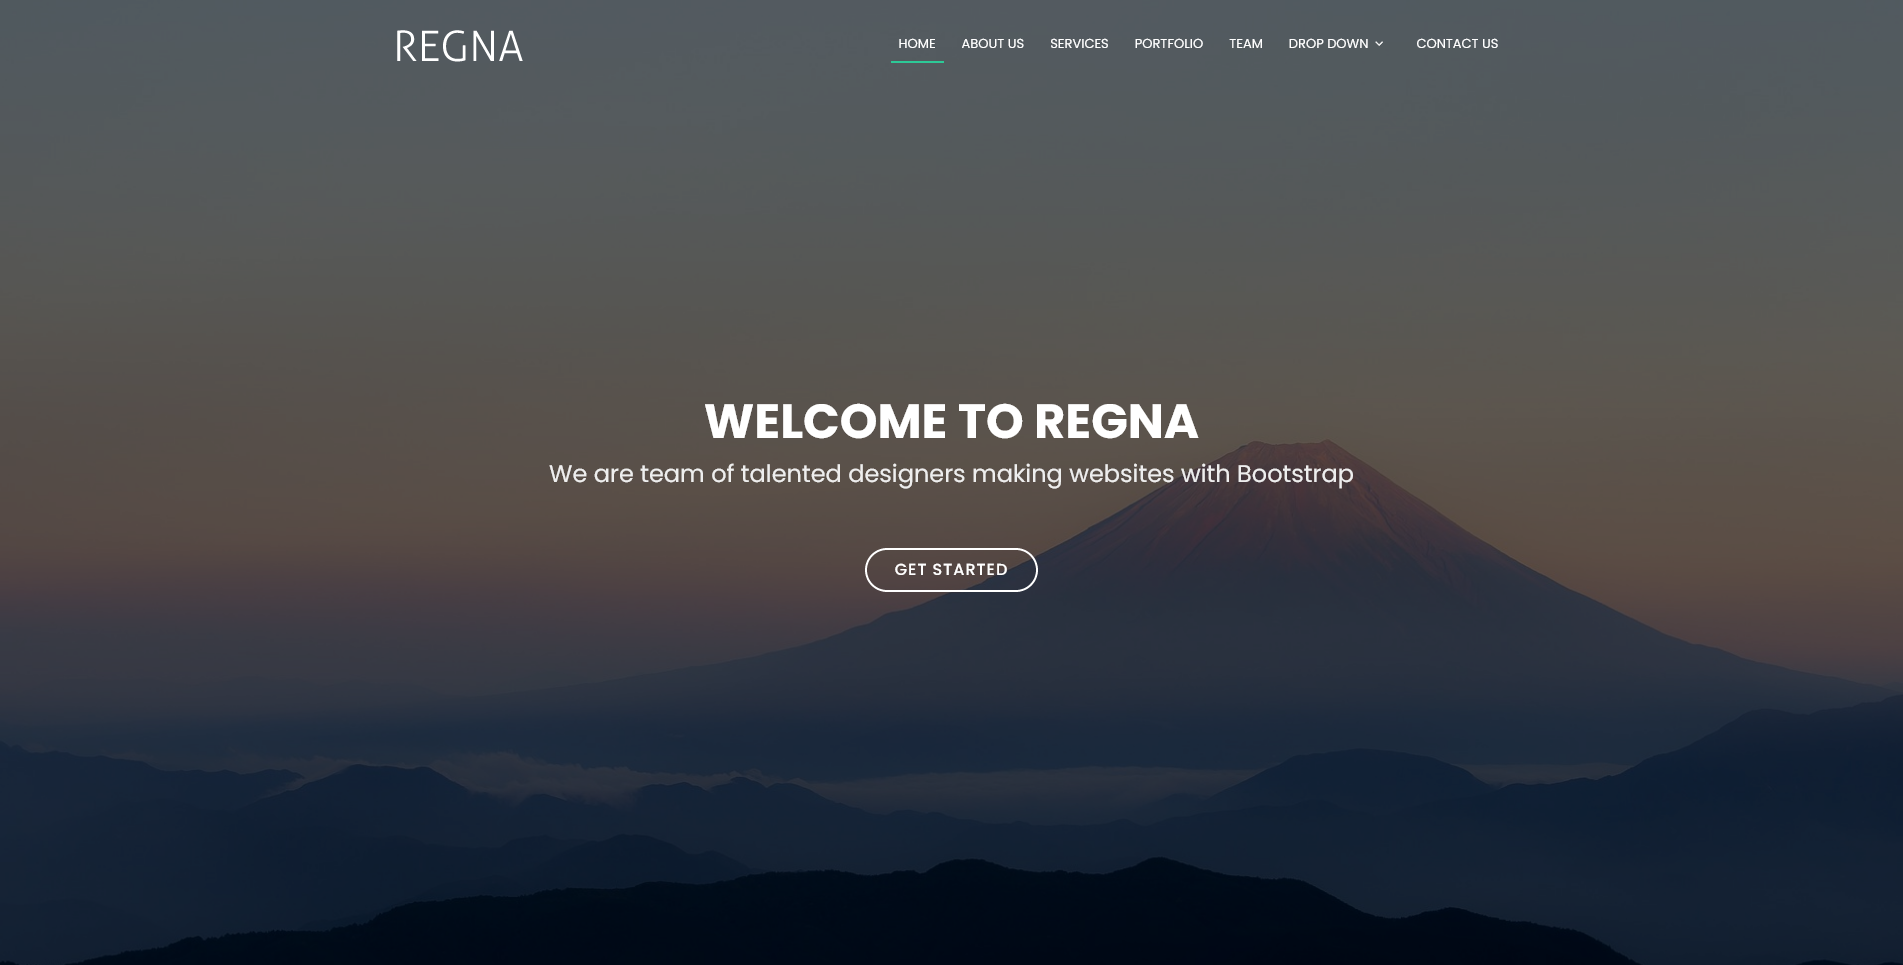 REGNA
HOME ABOUT US SERVICES PORTFOLIO TEAM DROP DOWN CONTACT US
WELCOME TO REGNA
We are team of talented designers making websites with Bootstrap
GET STARTED